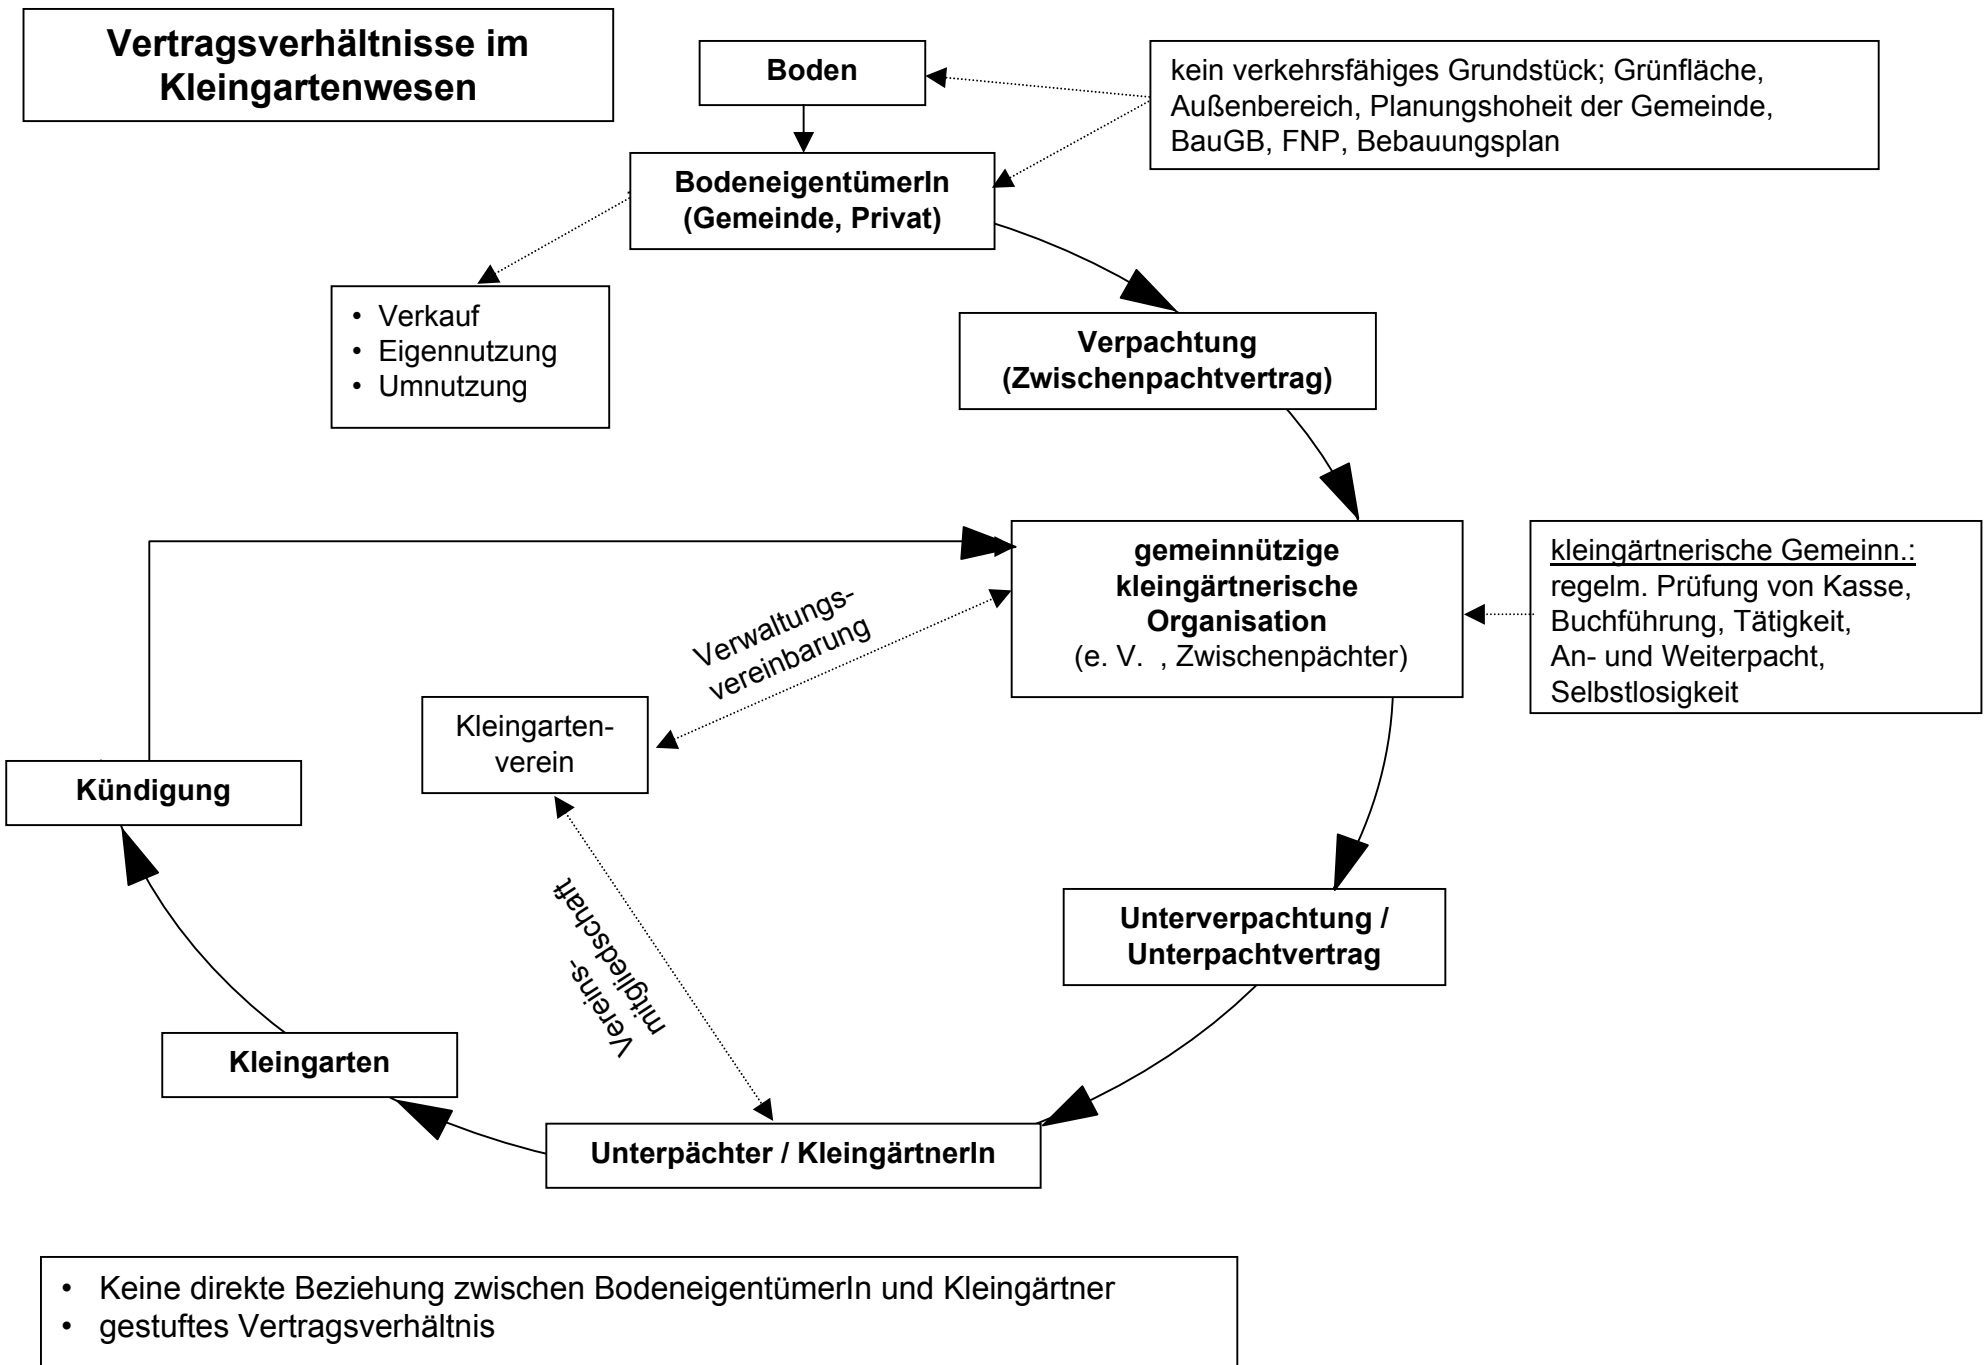 Vertragsverhältnisse im
Kleingartenwesen
Boden
kein verkehrsfähiges Grundstück; Grünfläche,
Außenbereich, Planungshoheit der Gemeinde,
BauGB, FNP, Bebauungsplan
BodeneigentümerIn
(Gemeinde, Privat)
• Verkauf
• Eigennutzung
• Umnutzung
Verpachtung
(Zwischenpachtvertrag)
gemeinnützige
kleingärtnerische
Organisation
(e. V. , Zwischenpächter)
kleingärtnerische Gemeinn.:
regelm. Prüfung von Kasse,
Buchführung, Tätigkeit,
An- und Weiterpacht,
Selbstlosigkeit
Verwaltungs-
vereinbarung
Kleingarten-
verein
Kündigung
Vereins-
mitgliedschaft
Unterverpachtung /
Unterpachtvertrag
Kleingarten
Unterpächter / KleingärtnerIn
• Keine direkte Beziehung zwischen BodeneigentümerIn und Kleingärtner
• gestuftes Vertragsverhältnis